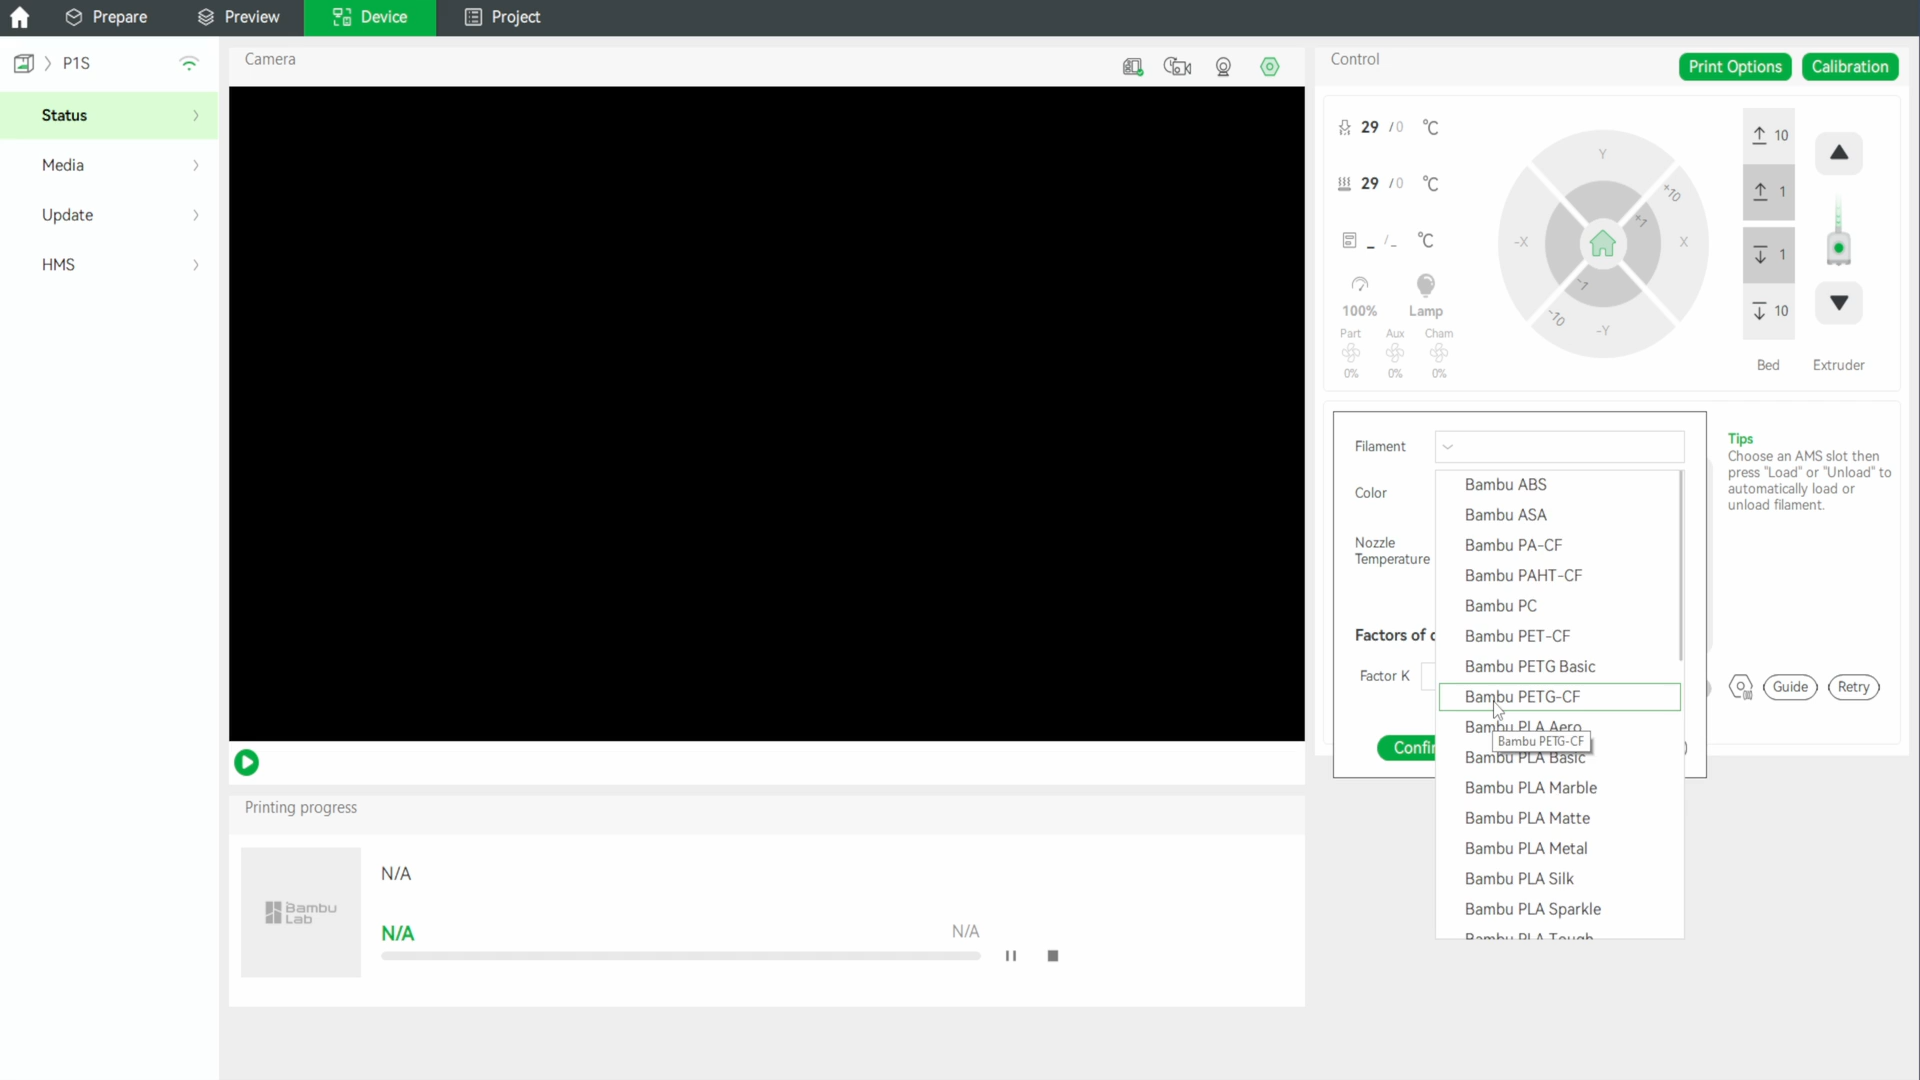 Prepare
Preview
Device
Project
P1S
Status
Media
Update
HMS
Camera
Control
Print Options
Calibration
29 /0 °C
29 /0 °C
_ /_ °C
100%
Lamp
Part
Aux
Cham
0%
0%
0%
Y
+10
+1
-X
X
-1
-10
-Y
10
1
1
10
Bed
Extruder
Filament
Color
Nozzle
Temperature
Factors of
Factor K
Bambu ABS
Bambu ASA
Bambu PA-CF
Bambu PAHT-CF
Bambu PC
Bambu PET-CF
Bambu PETG Basic
Bambu PETG-CF
Bambu PLA Aero
Bambu PETG-CF
Bambu PLA Basic
Bambu PLA Marble
Bambu PLA Matte
Bambu PLA Metal
Bambu PLA Silk
Bambu PLA Sparkle
Bambu PLA Tough
Tips
Choose an AMS slot then
press "Load" or "Unload" to
automatically load or
unload filament.
Guide
Retry
Printing progress
Bambu
Lab
N/A
N/A
N/A